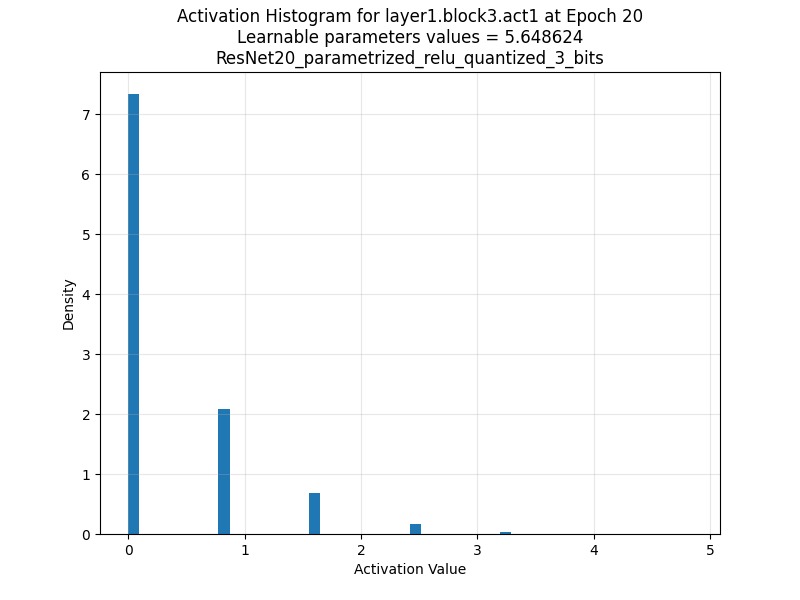 Activation Histogram for layer1.block3.act1 at Epoch 20
Learnable parameters values = 5.648624
ResNet20_parametrized_relu_quantized_3_bits
7
6
5
4
3
2
1
0
Density
0 1 2 3 4 5
Activation Value